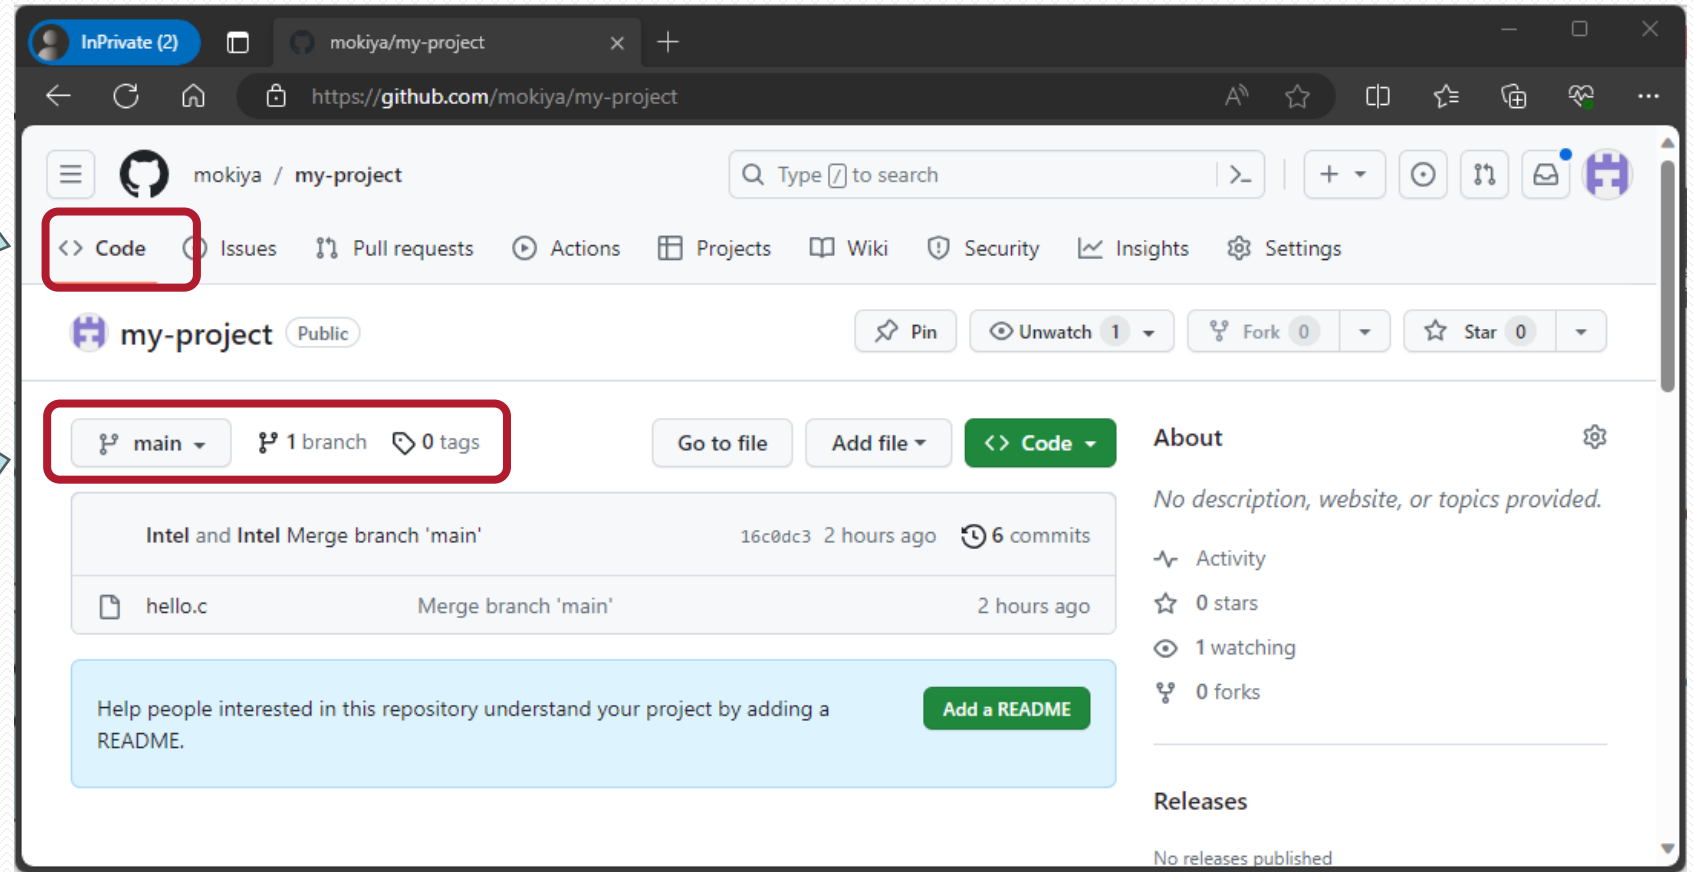 InPrivate (2)
mokiya/my-project
https://github.com/mokiya/my-project
mokiya / my-project
Type / to search
Code Issues Pull requests Actions Projects Wiki Security Insights Settings
my-project Public
Pin Unwatch 1 Fork 0 Star 0
main 1 branch 0 tags Go to file Add file <> Code
Intel and Intel Merge branch 'main' 16c0dc3 2 hours ago 6 commits
hello.c Merge branch 'main' 2 hours ago
Help people interested in this repository understand your project by adding a
README.
Add a README
About
No description, website, or topics provided.
Activity
0 stars
1 watching
0 forks
Releases
No releases published